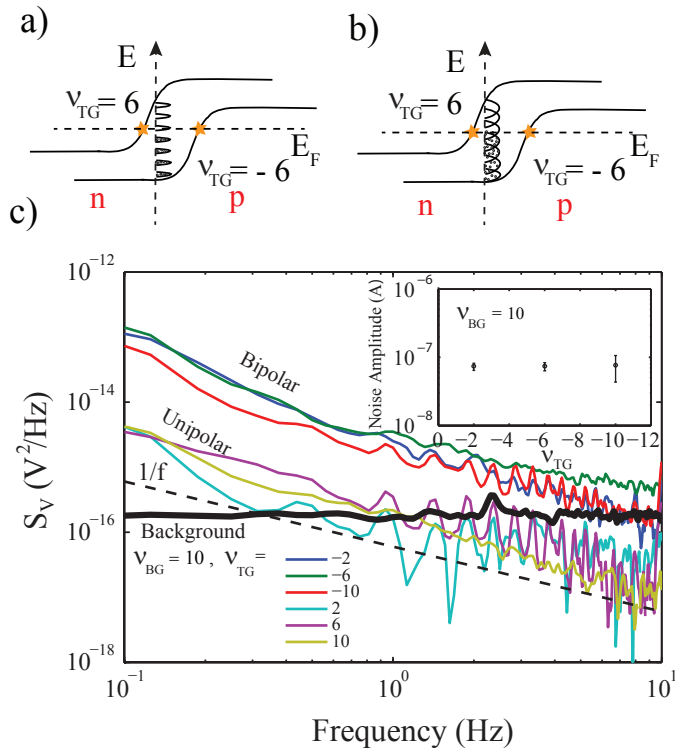 a)
E
ν_TG = 6
E_F
ν_TG = - 6
n
p
b)
E
ν_TG = 6
E_F
ν_TG = - 6
n
p
c)
S_V (V^2/Hz)
10^−12
10^−14
10^−16
10^−18
Bipolar
Unipolar
1/f
Background
ν_BG = 10 , ν_TG =
−2
−6
−10
2
6
10
Noise Amplitude (A)
10^−6
10^−7
10^−8
ν_BG = 10
0 −2 −4 −6 −8 −10 −12
ν_TG
10^−1 10^0 10^1
Frequency (Hz)